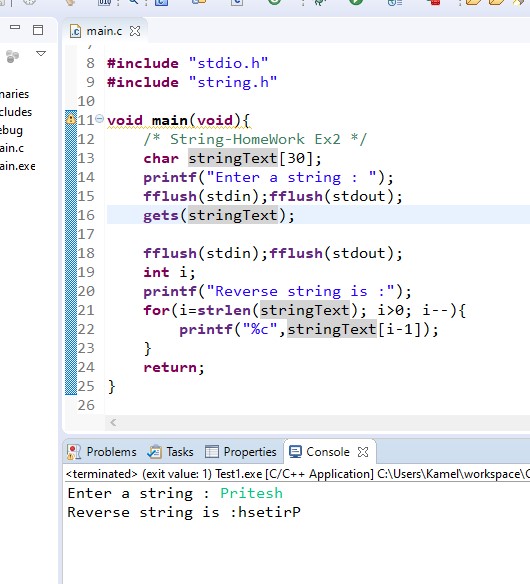 main.c
naries
cludes
ebug
ain.c
ain.exe
8 #include "stdio.h"
9 #include "string.h"
10
11 void main(void){
12 /* String-HomeWork Ex2 */
13 char stringText[30];
14 printf("Enter a string : ");
15 fflush(stdin);fflush(stdout);
16 gets(stringText);
17
18 fflush(stdin);fflush(stdout);
19 int i;
20 printf("Reverse string is :");
21 for(i=strlen(stringText); i>0; i--){
22 printf("%c",stringText[i-1]);
23 }
24 return;
25 }
26
Problems Tasks Properties Console
<terminated> (exit value: 1) Test1.exe [C/C++ Application] C:\Users\Kamel\workspace\C
Enter a string : Pritesh
Reverse string is :hsetirP